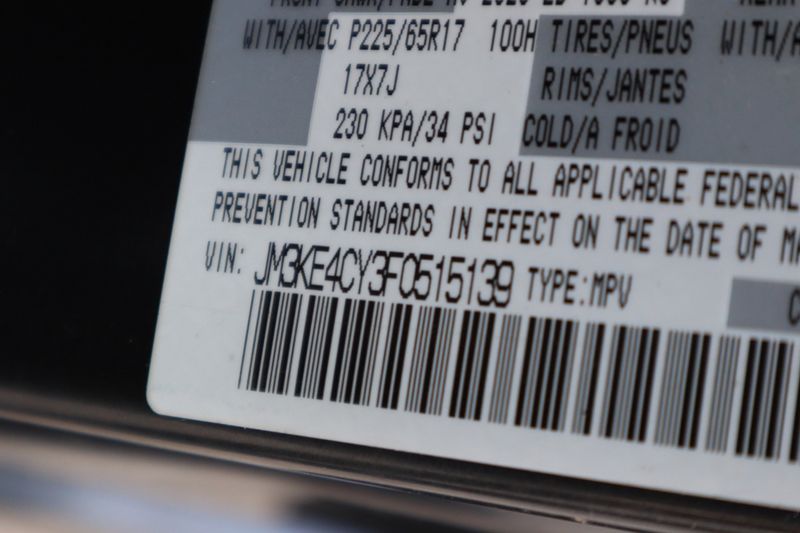 WITH/AVEC P225/65R17 100H TIRES/PNEUS WITH/A
17X7J RIMS/JANTES
230 KPA/34 PSI COLD/A FROID
THIS VEHICLE CONFORMS TO ALL APPLICABLE FEDERAL
PREVENTION STANDARDS IN EFFECT ON THE DATE OF MA
VIN: JM3KE4CY3F0515139 TYPE:MPV C